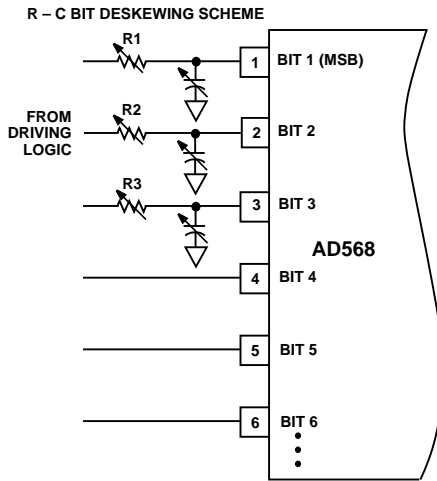 R – C BIT DESKEWING SCHEME
R1
1 BIT 1 (MSB)
FROM
DRIVING
LOGIC
R2
2 BIT 2
R3
3 BIT 3
AD568
4 BIT 4
5 BIT 5
6 BIT 6